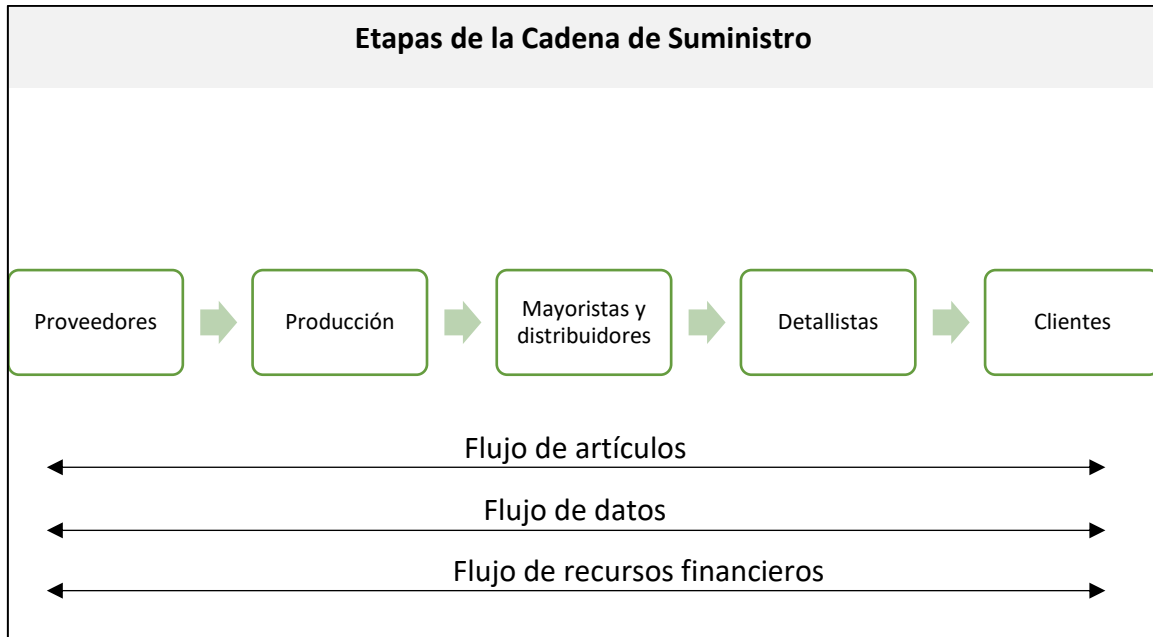 Etapas de la Cadena de Suministro
Proveedores
Producción
Mayoristas y
distribuidores
Detallistas
Clientes
Flujo de artículos
Flujo de datos
Flujo de recursos financieros